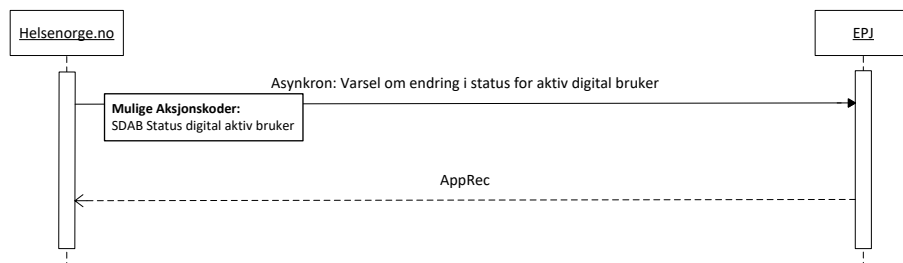 Helsenorge.no
EPJ
Asynkron: Varsel om endring i status for aktiv digital bruker
Mulige Aksjonskoder:
SDAB Status digital aktiv bruker
AppRec